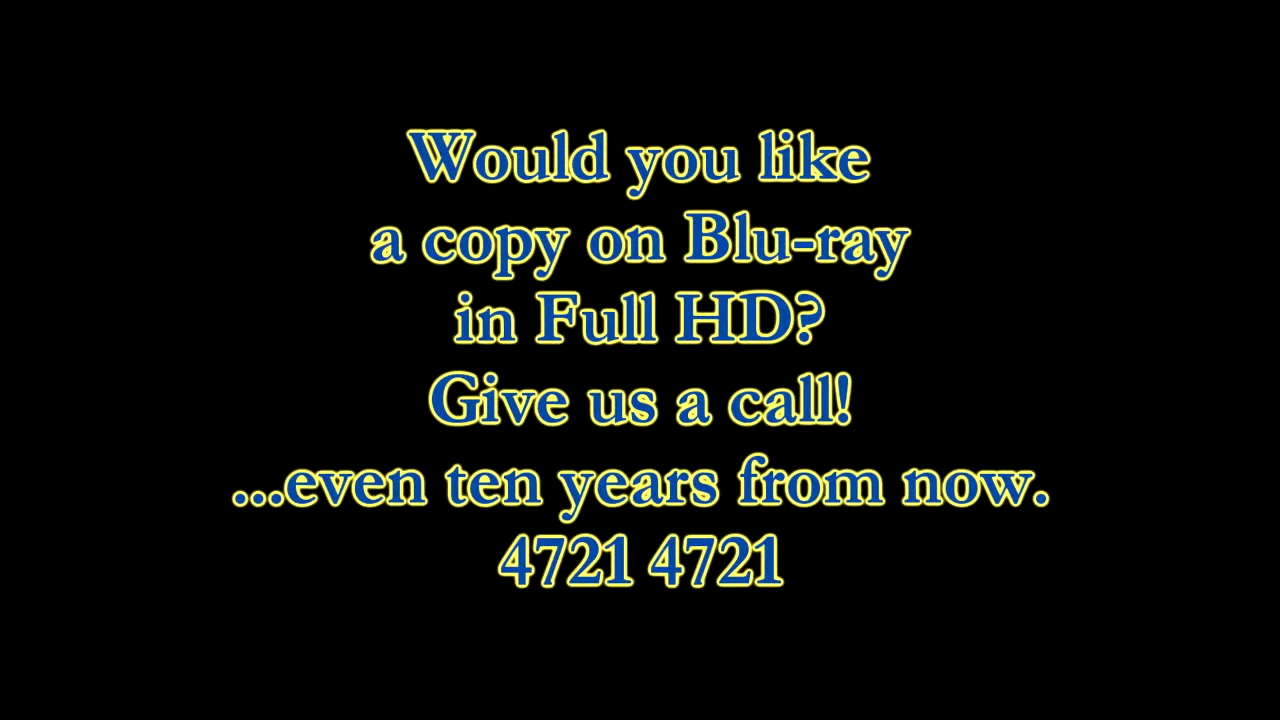 Would you like
a copy on Blu-ray
in Full HD?
Give us a call!
...even ten years from now.
4721 4721